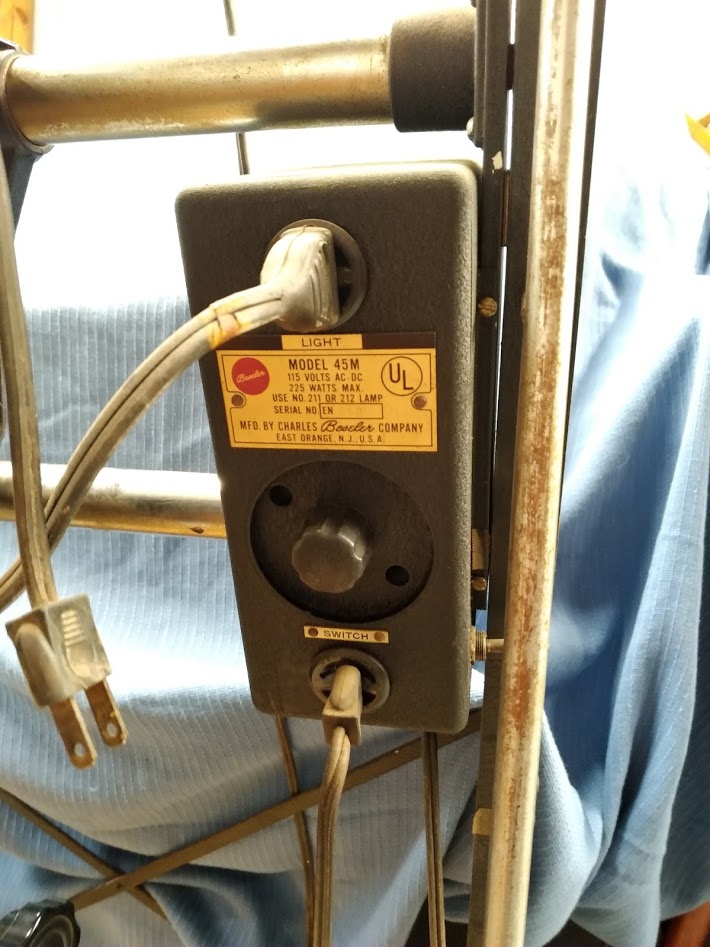 LIGHT
Beseler
MODEL 45M
UL
115 VOLTS AC-DC
225 WATTS MAX.
USE NO. 211 OR 212 LAMP
SERIAL NO. EN
MFD. BY CHARLES Beseler COMPANY
EAST ORANGE, N.J., U.S.A.
SWITCH